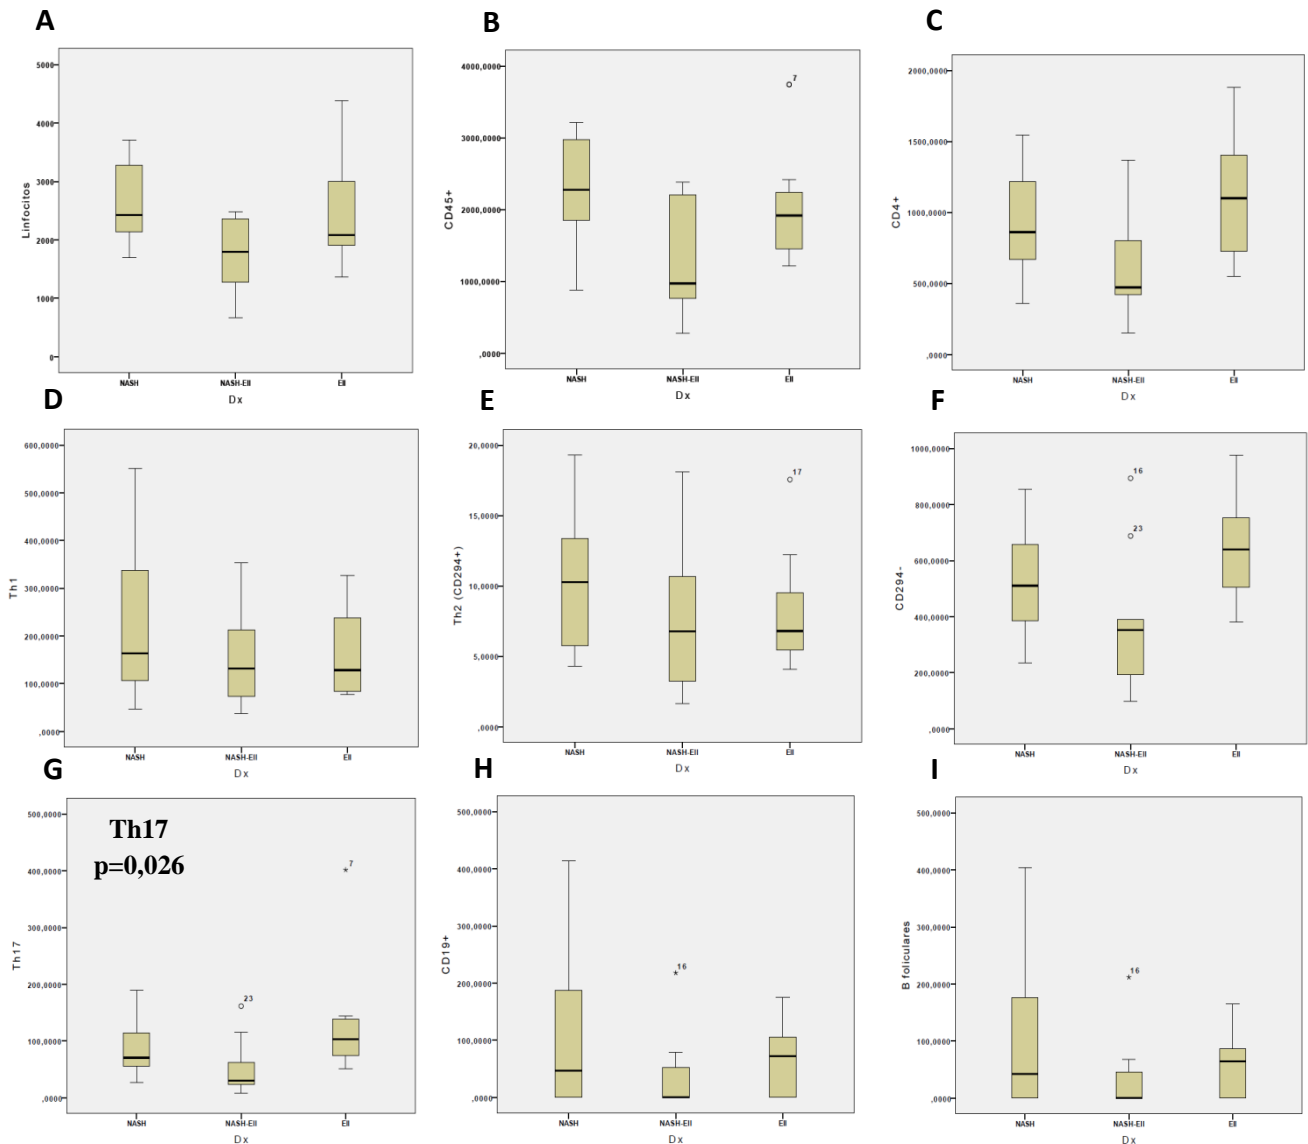 A
B
C
5000
4000
3000
2000
1000
0
Linfocitos
NASH
NASH-EII
EII
Dx
4000,0000
3000,0000
2000,0000
1000,0000
,0000
CD45+
7
NASH
NASH-EII
EII
Dx
2000,0000
1500,0000
1000,0000
500,0000
,0000
CD4+
NASH
NASH-EII
EII
Dx
D
E
F
600,0000
500,0000
400,0000
300,0000
200,0000
100,0000
,0000
Th1
NASH
NASH-EII
EII
Dx
20,0000
15,0000
10,0000
5,0000
,0000
Th2 (CD294+)
17
NASH
NASH-EII
EII
Dx
1000,0000
800,0000
600,0000
400,0000
200,0000
,0000
CD294-
16
23
NASH
NASH-EII
EII
Dx
G
H
I
Th17
p=0,026
500,0000
400,0000
300,0000
200,0000
100,0000
,0000
Th17
23
7
NASH
NASH-EII
EII
Dx
500,0000
400,0000
300,0000
200,0000
100,0000
,0000
CD19+
16
NASH
NASH-EII
EII
Dx
500,0000
400,0000
300,0000
200,0000
100,0000
,0000
B foliculares
16
NASH
NASH-EII
EII
Dx